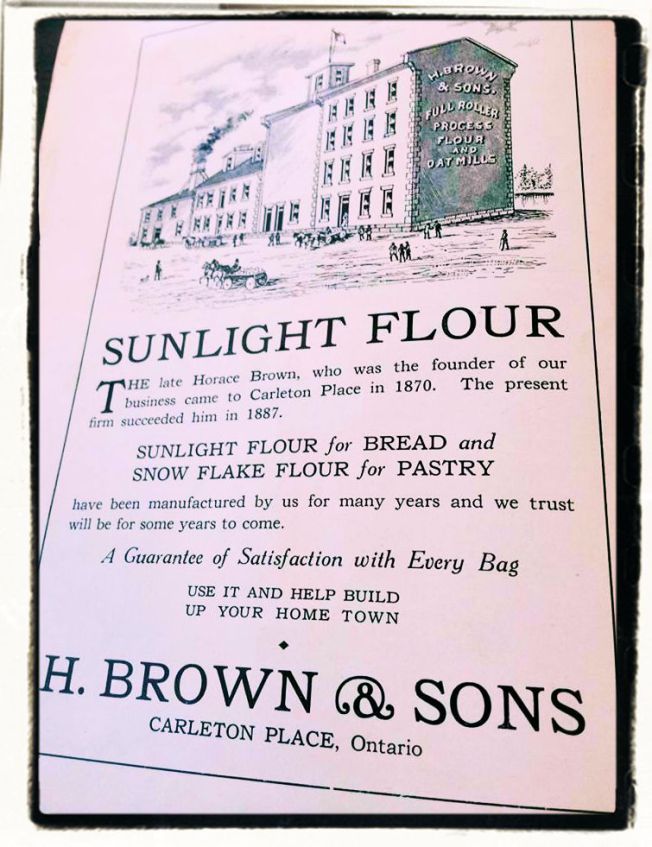 H. BROWN
& SONS.
FULL ROLLER
PROCESS
FLOUR
AND
OAT MILLS
SUNLIGHT FLOUR
THE late Horace Brown, who was the founder of our
business came to Carleton Place in 1870. The present
firm succeeded him in 1887.
SUNLIGHT FLOUR for BREAD and
SNOW FLAKE FLOUR for PASTRY
have been manufactured by us for many years and we trust
will be for some years to come.
A Guarantee of Satisfaction with Every Bag
USE IT AND HELP BUILD
UP YOUR HOME TOWN
H. BROWN & SONS
CARLETON PLACE, Ontario